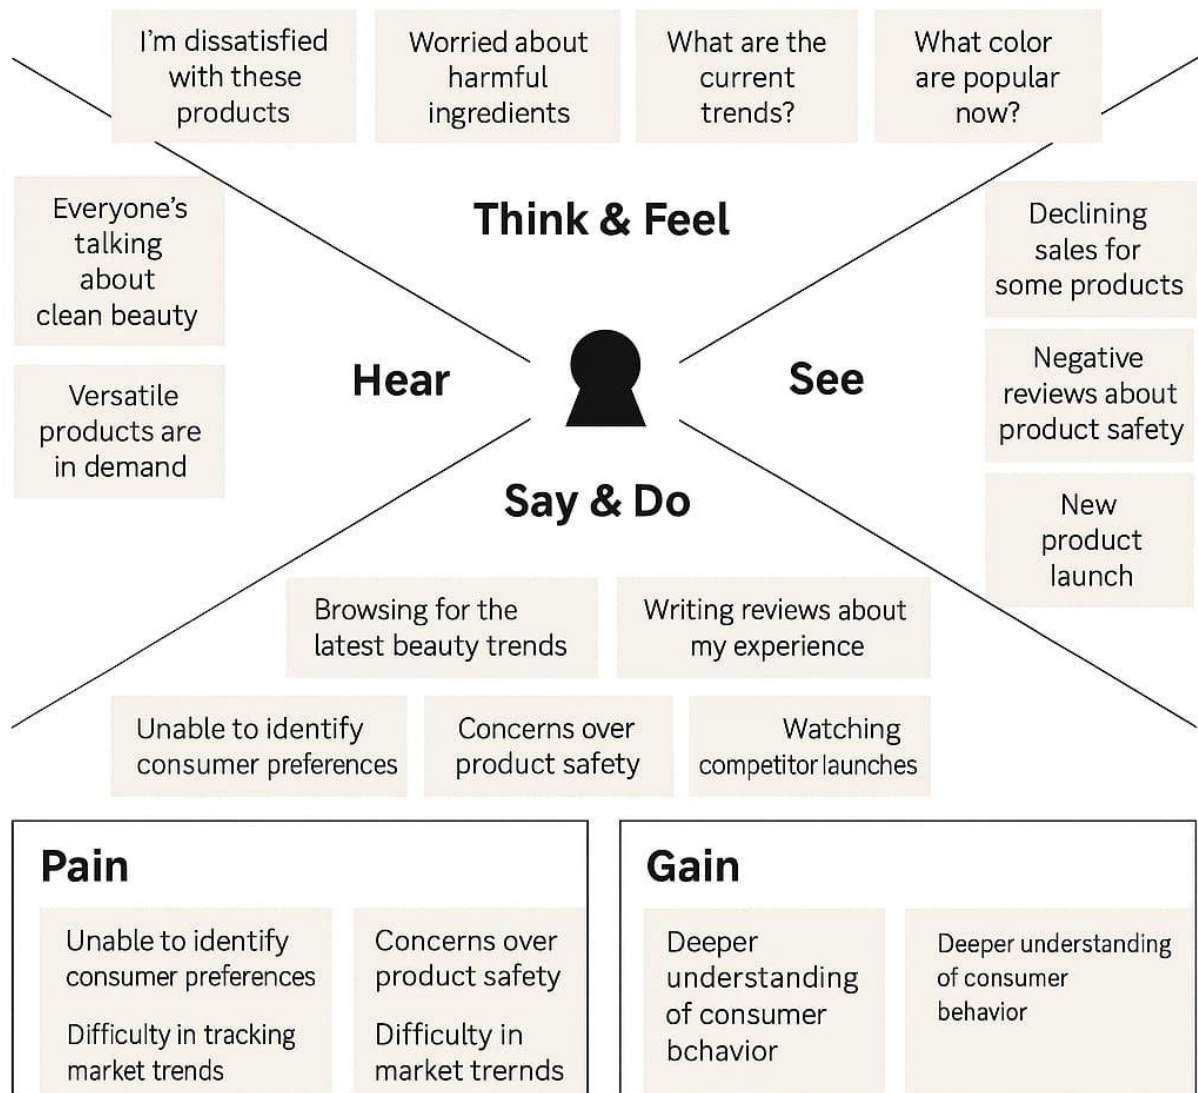 I'm dissatisfied
with these
products
Worried about
harmful
ingredients
What are the
current
trends?
What color
are popular
now?
Think & Feel
Everyone's
talking
about
clean beauty
Versatile
products are
in demand
Hear
See
Declining
sales for
some products
Negative
reviews about
product safety
New
product
launch
Say & Do
Browsing for the
latest beauty trends
Writing reviews about
my experience
Unable to identify
consumer preferences
Concerns over
product safety
Watching
competitor launches
Pain
Unable to identify
consumer preferences
Difficulty in tracking
market trends
Concerns over
product safety
Difficulty in
market trernds
Gain
Deeper
understanding
of consumer
bchavior
Deeper understanding
of consumer
behavior